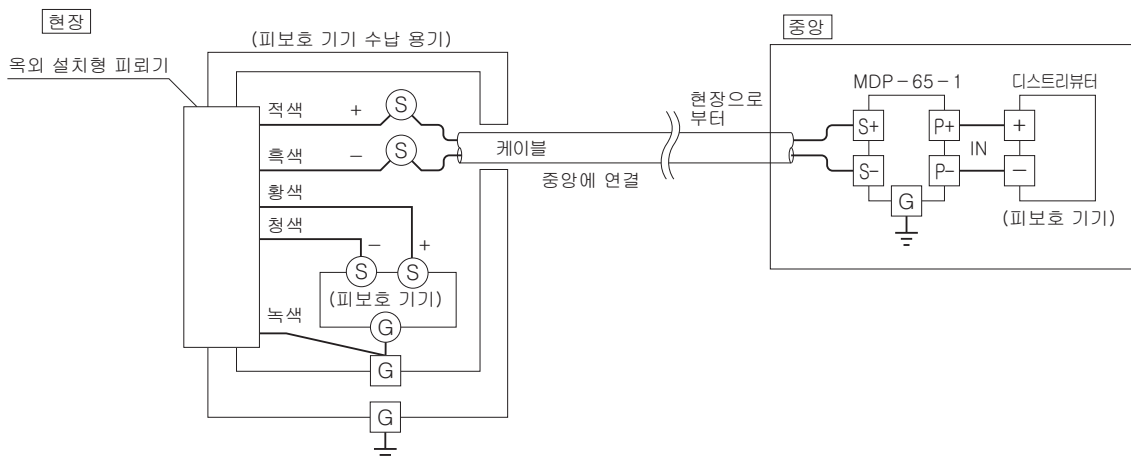 현장
(피보호 기기 수납 용기)
옥외 설치형 피뢰기
적색 +
S
흑색 −
S
황색
청색
− +
S S
(피보호 기기)
G
녹색
G
G
케이블
중앙에 연결
현장으로
부터
중앙
MDP−65−1 디스트리뷰터
S+ P+ +
IN
S− P− −
G
(피보호 기기)